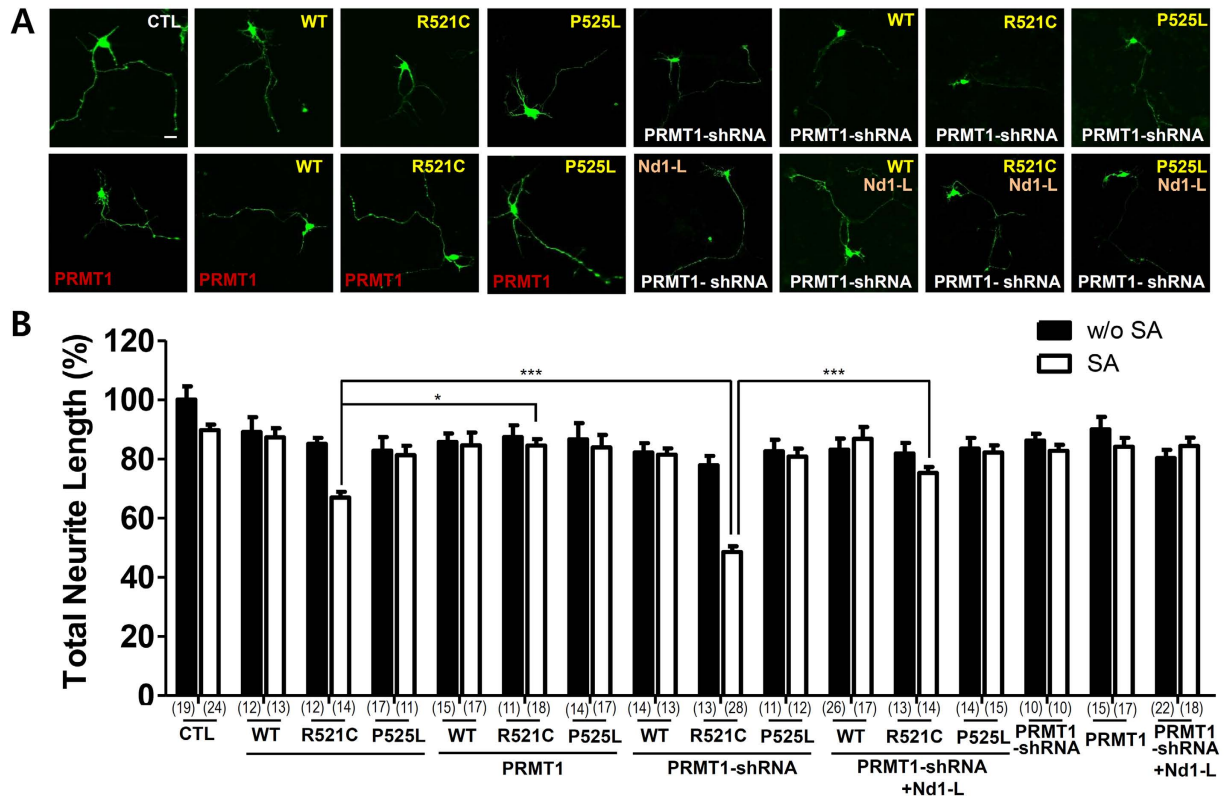 A
CTL
WT
R521C
P525L
PRMT1-shRNA
WT
PRMT1-shRNA
R521C
PRMT1-shRNA
P525L
PRMT1-shRNA
PRMT1
WT
PRMT1
R521C
PRMT1
P525L
PRMT1
Nd1-L
PRMT1- shRNA
WT
Nd1-L
PRMT1-shRNA
R521C
Nd1-L
PRMT1- shRNA
P525L
Nd1-L
PRMT1- shRNA
B
Total Neurite Length (%)
120
100
80
60
40
20
0
w/o SA
SA
***
*
***
(19) (24) (12) (13) (12) (14) (17) (11) (15) (17) (11) (18) (14) (17) (14) (13) (13) (28) (11) (12) (26) (17) (13) (14) (14) (15) (10) (10) (15) (17) (22) (18)
CTL WT R521C P525L WT R521C P525L WT R521C P525L WT R521C P525L
PRMT1
PRMT1-shRNA
PRMT1-shRNA
+Nd1-L
PRMT1
-shRNA
PRMT1
PRMT1
-shRNA
+Nd1-L